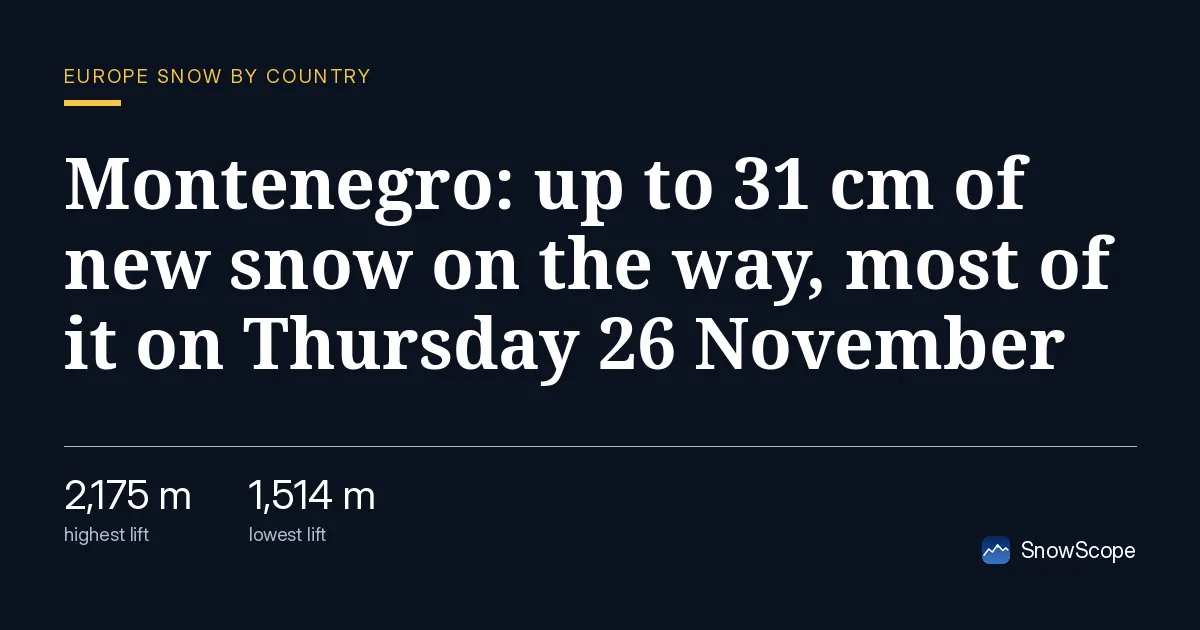 EUROPE SNOW BY COUNTRY
Montenegro: up to 31 cm of
new snow on the way, most of
it on Thursday 26 November
2,175 m
highest lift
1,514 m
lowest lift
SnowScope